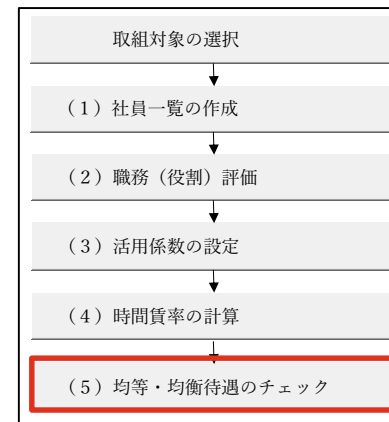 取組対象の選択
（１）社員一覧の作成
（２）職務（役割）評価
（３）活用係数の設定
（４）時間賃率の計算
（５）均等・均衡待遇のチェック